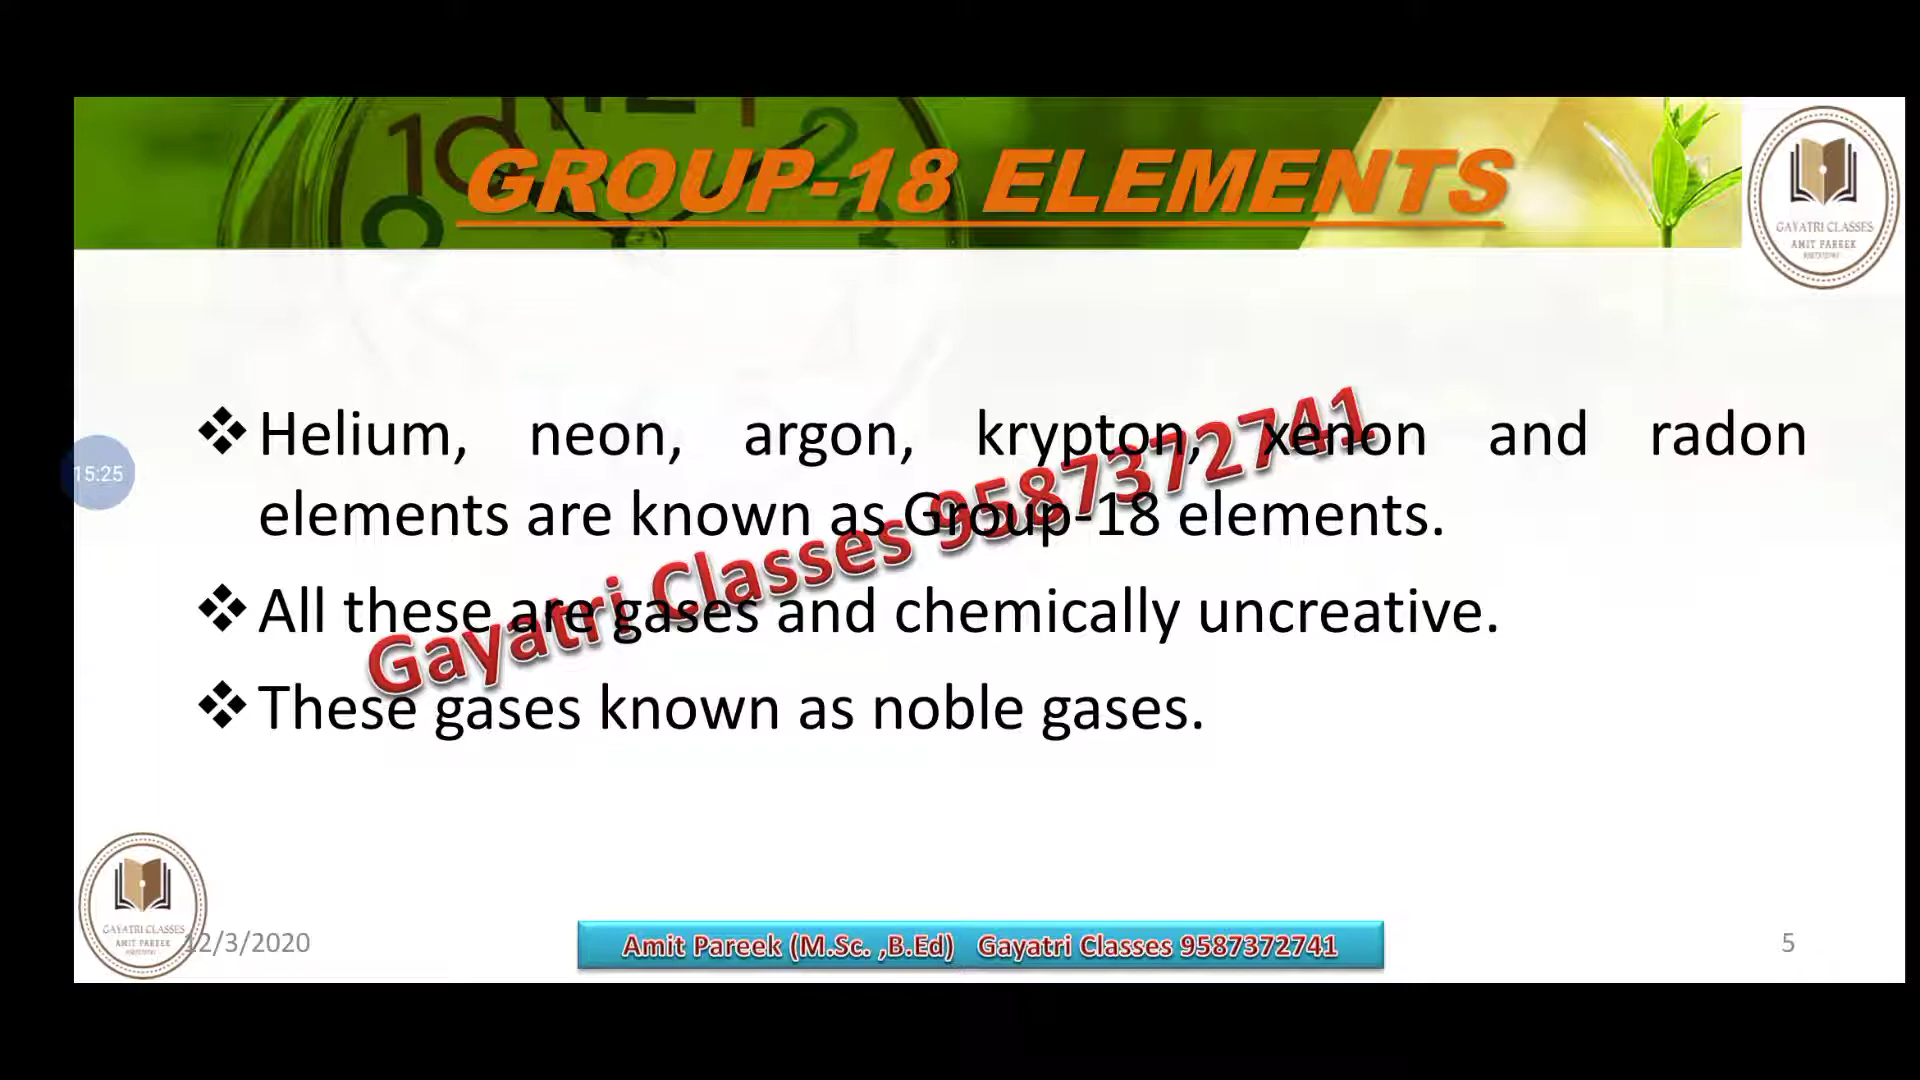 GROUP-18 ELEMENTS
GAYATRI CLASSES
AMIT PAREEK
15:25
❖ Helium, neon, argon, krypton, xenon and radon
elements are known as Group-18 elements.
❖ All these are gases and chemically uncreative.
❖ These gases known as noble gases.
Gayatri Classes 9587372741
GAYATRI CLASSES
AMIT PAREEK
12/3/2020
Amit Pareek (M.Sc. ,B.Ed) Gayatri Classes 9587372741
5